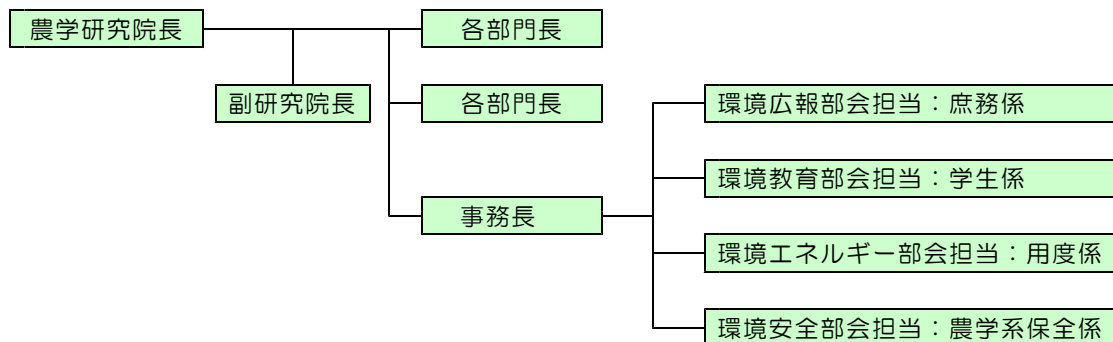 農学研究院長
各部門長
副研究院長
各部門長
環境広報部会担当：庶務係
環境教育部会担当：学生係
事務長
環境エネルギー部会担当：用度係
環境安全部会担当：農学系保全係